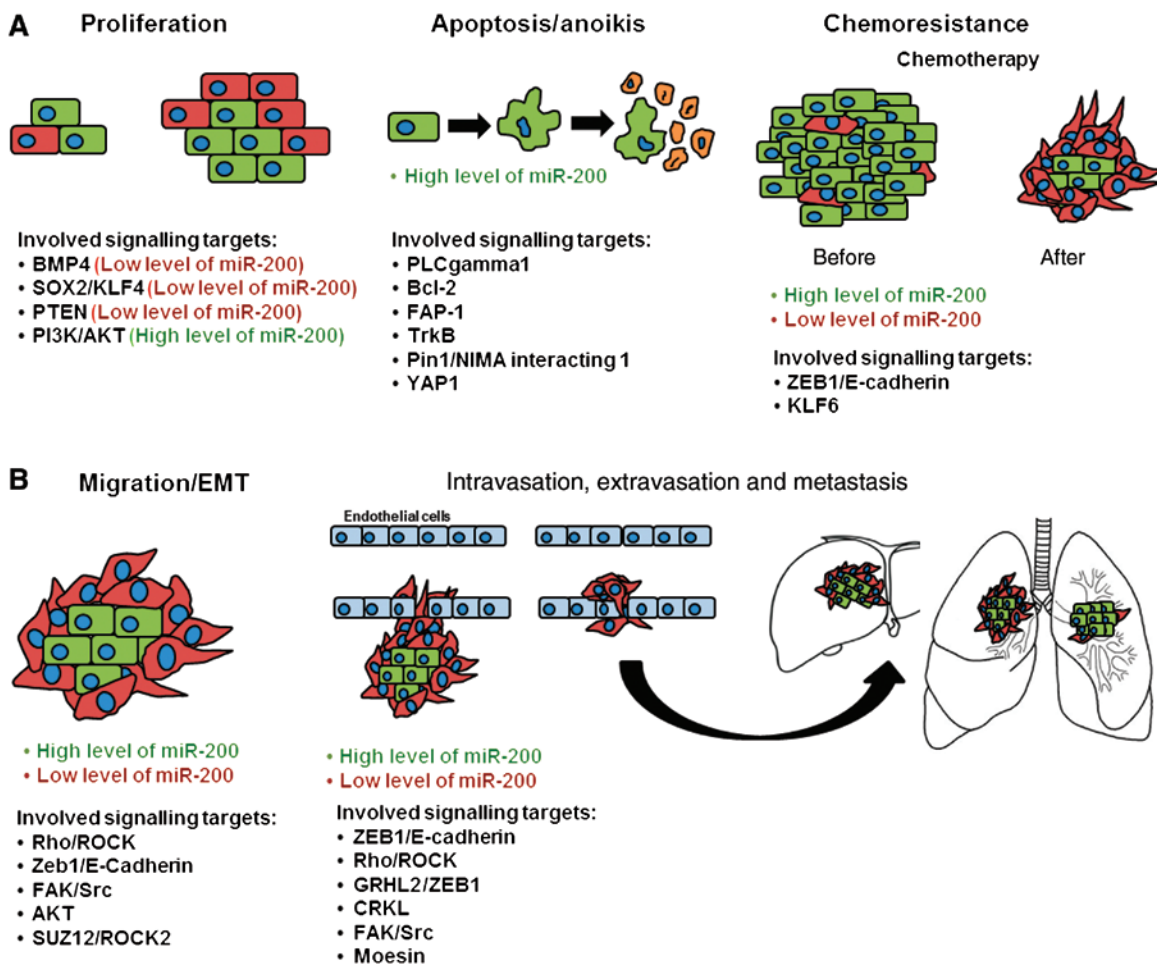 A
Proliferation
Involved signalling targets:
• BMP4 (Low level of miR-200)
• SOX2/KLF4 (Low level of miR-200)
• PTEN (Low level of miR-200)
• PI3K/AKT (High level of miR-200)
Apoptosis/anoikis
• High level of miR-200
Involved signalling targets:
• PLCgamma1
• Bcl-2
• FAP-1
• TrkB
• Pin1/NIMA interacting 1
• YAP1
Chemoresistance
Chemotherapy
Before
After
• High level of miR-200
• Low level of miR-200
Involved signalling targets:
• ZEB1/E-cadherin
• KLF6
B
Migration/EMT
• High level of miR-200
• Low level of miR-200
Involved signalling targets:
• Rho/ROCK
• Zeb1/E-Cadherin
• FAK/Src
• AKT
• SUZ12/ROCK2
Intravasation, extravasation and metastasis
Endothelial cells
• High level of miR-200
• Low level of miR-200
Involved signalling targets:
• ZEB1/E-cadherin
• Rho/ROCK
• GRHL2/ZEB1
• CRKL
• FAK/Src
• Moesin